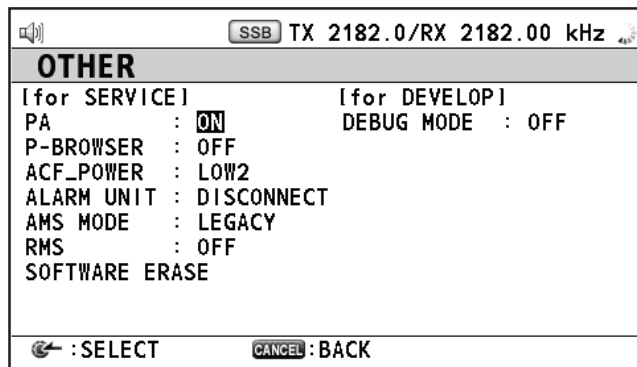 SSB TX 2182.0/RX 2182.00 kHz
OTHER
[for SERVICE] [for DEVELOP]
PA : ON DEBUG MODE : OFF
P-BROWSER : OFF
ACF_POWER : LOW2
ALARM UNIT : DISCONNECT
AMS MODE : LEGACY
RMS : OFF
SOFTWARE ERASE
:SELECT CANCEL:BACK